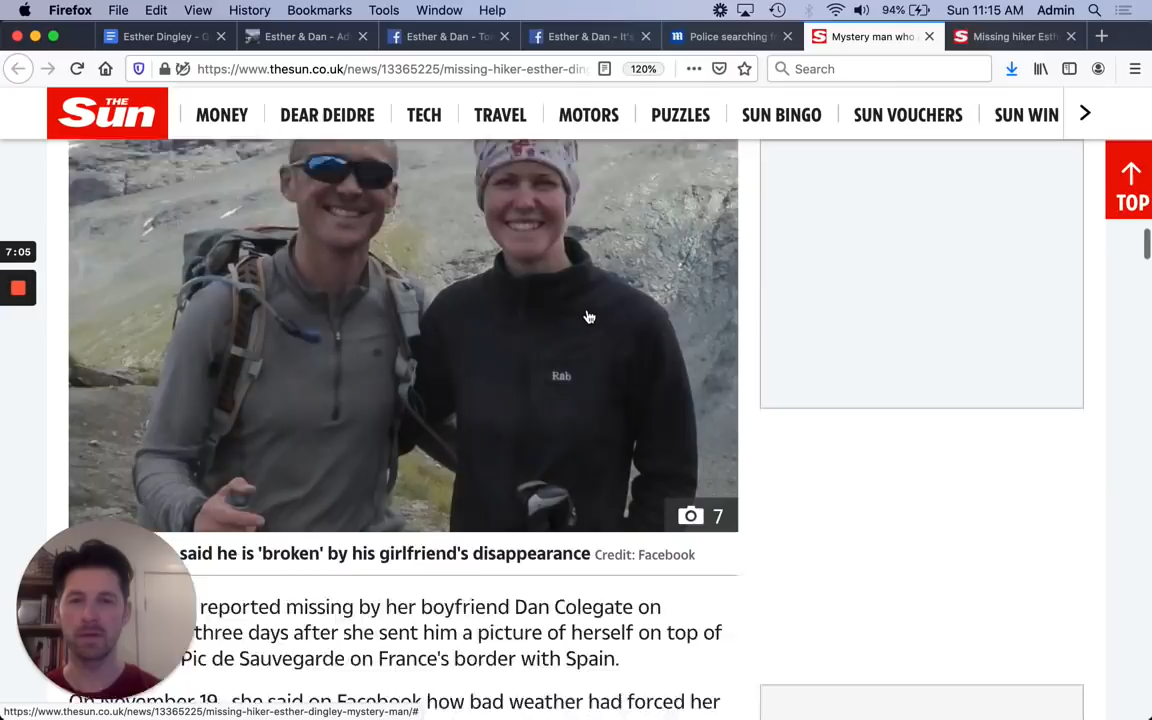 Firefox File Edit View History Bookmarks Tools Window Help 94% Sun 11:15 AM Admin
Esther Dingley - G Esther & Dan - Ad Facebook Esther & Dan - To Esther & Dan - It's Police searching f Mystery man who Missing hiker Esth
https://www.thesun.co.uk/news/13365225/missing-hiker-esther-din 120% Search
THE Sun MONEY DEAR DEIDRE TECH TRAVEL MOTORS PUZZLES SUN BINGO SUN VOUCHERS SUN WIN
TOP
7:05
Rab
7
said he is 'broken' by his girlfriend's disappearance Credit: Facebook
reported missing by her boyfriend Dan Colegate on
three days after she sent him a picture of herself on top of
Pic de Sauvegarde on France's border with Spain.
On November 19, she said on Facebook how bad weather had forced her
https://www.thesun.co.uk/news/13365225/missing-hiker-esther-dingley-mystery-man/#